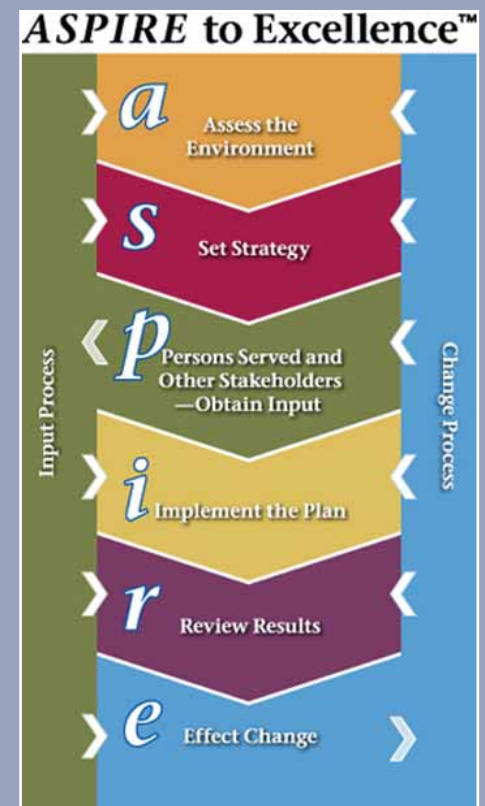 ASPIRE to Excellence™
a
Assess the
Environment
s
Set Strategy
p
Persons Served and
Other Stakeholders
—Obtain Input
i
Implement the Plan
r
Review Results
e
Effect Change
Input Process
Change Process